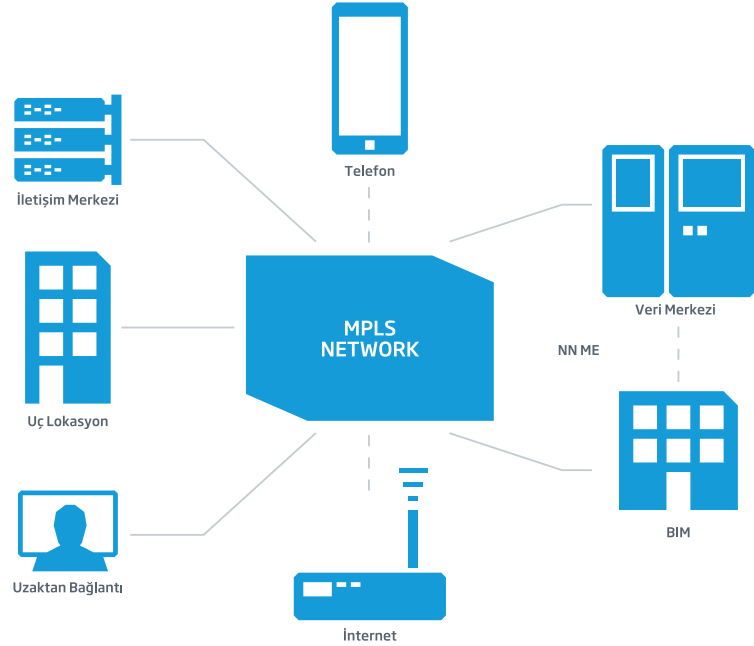 Telefon
İletişim Merkezi
Veri Merkezi
MPLS
NETWORK
NN ME
Uç Lokasyon
BIM
Uzaktan Bağlantı
İnternet